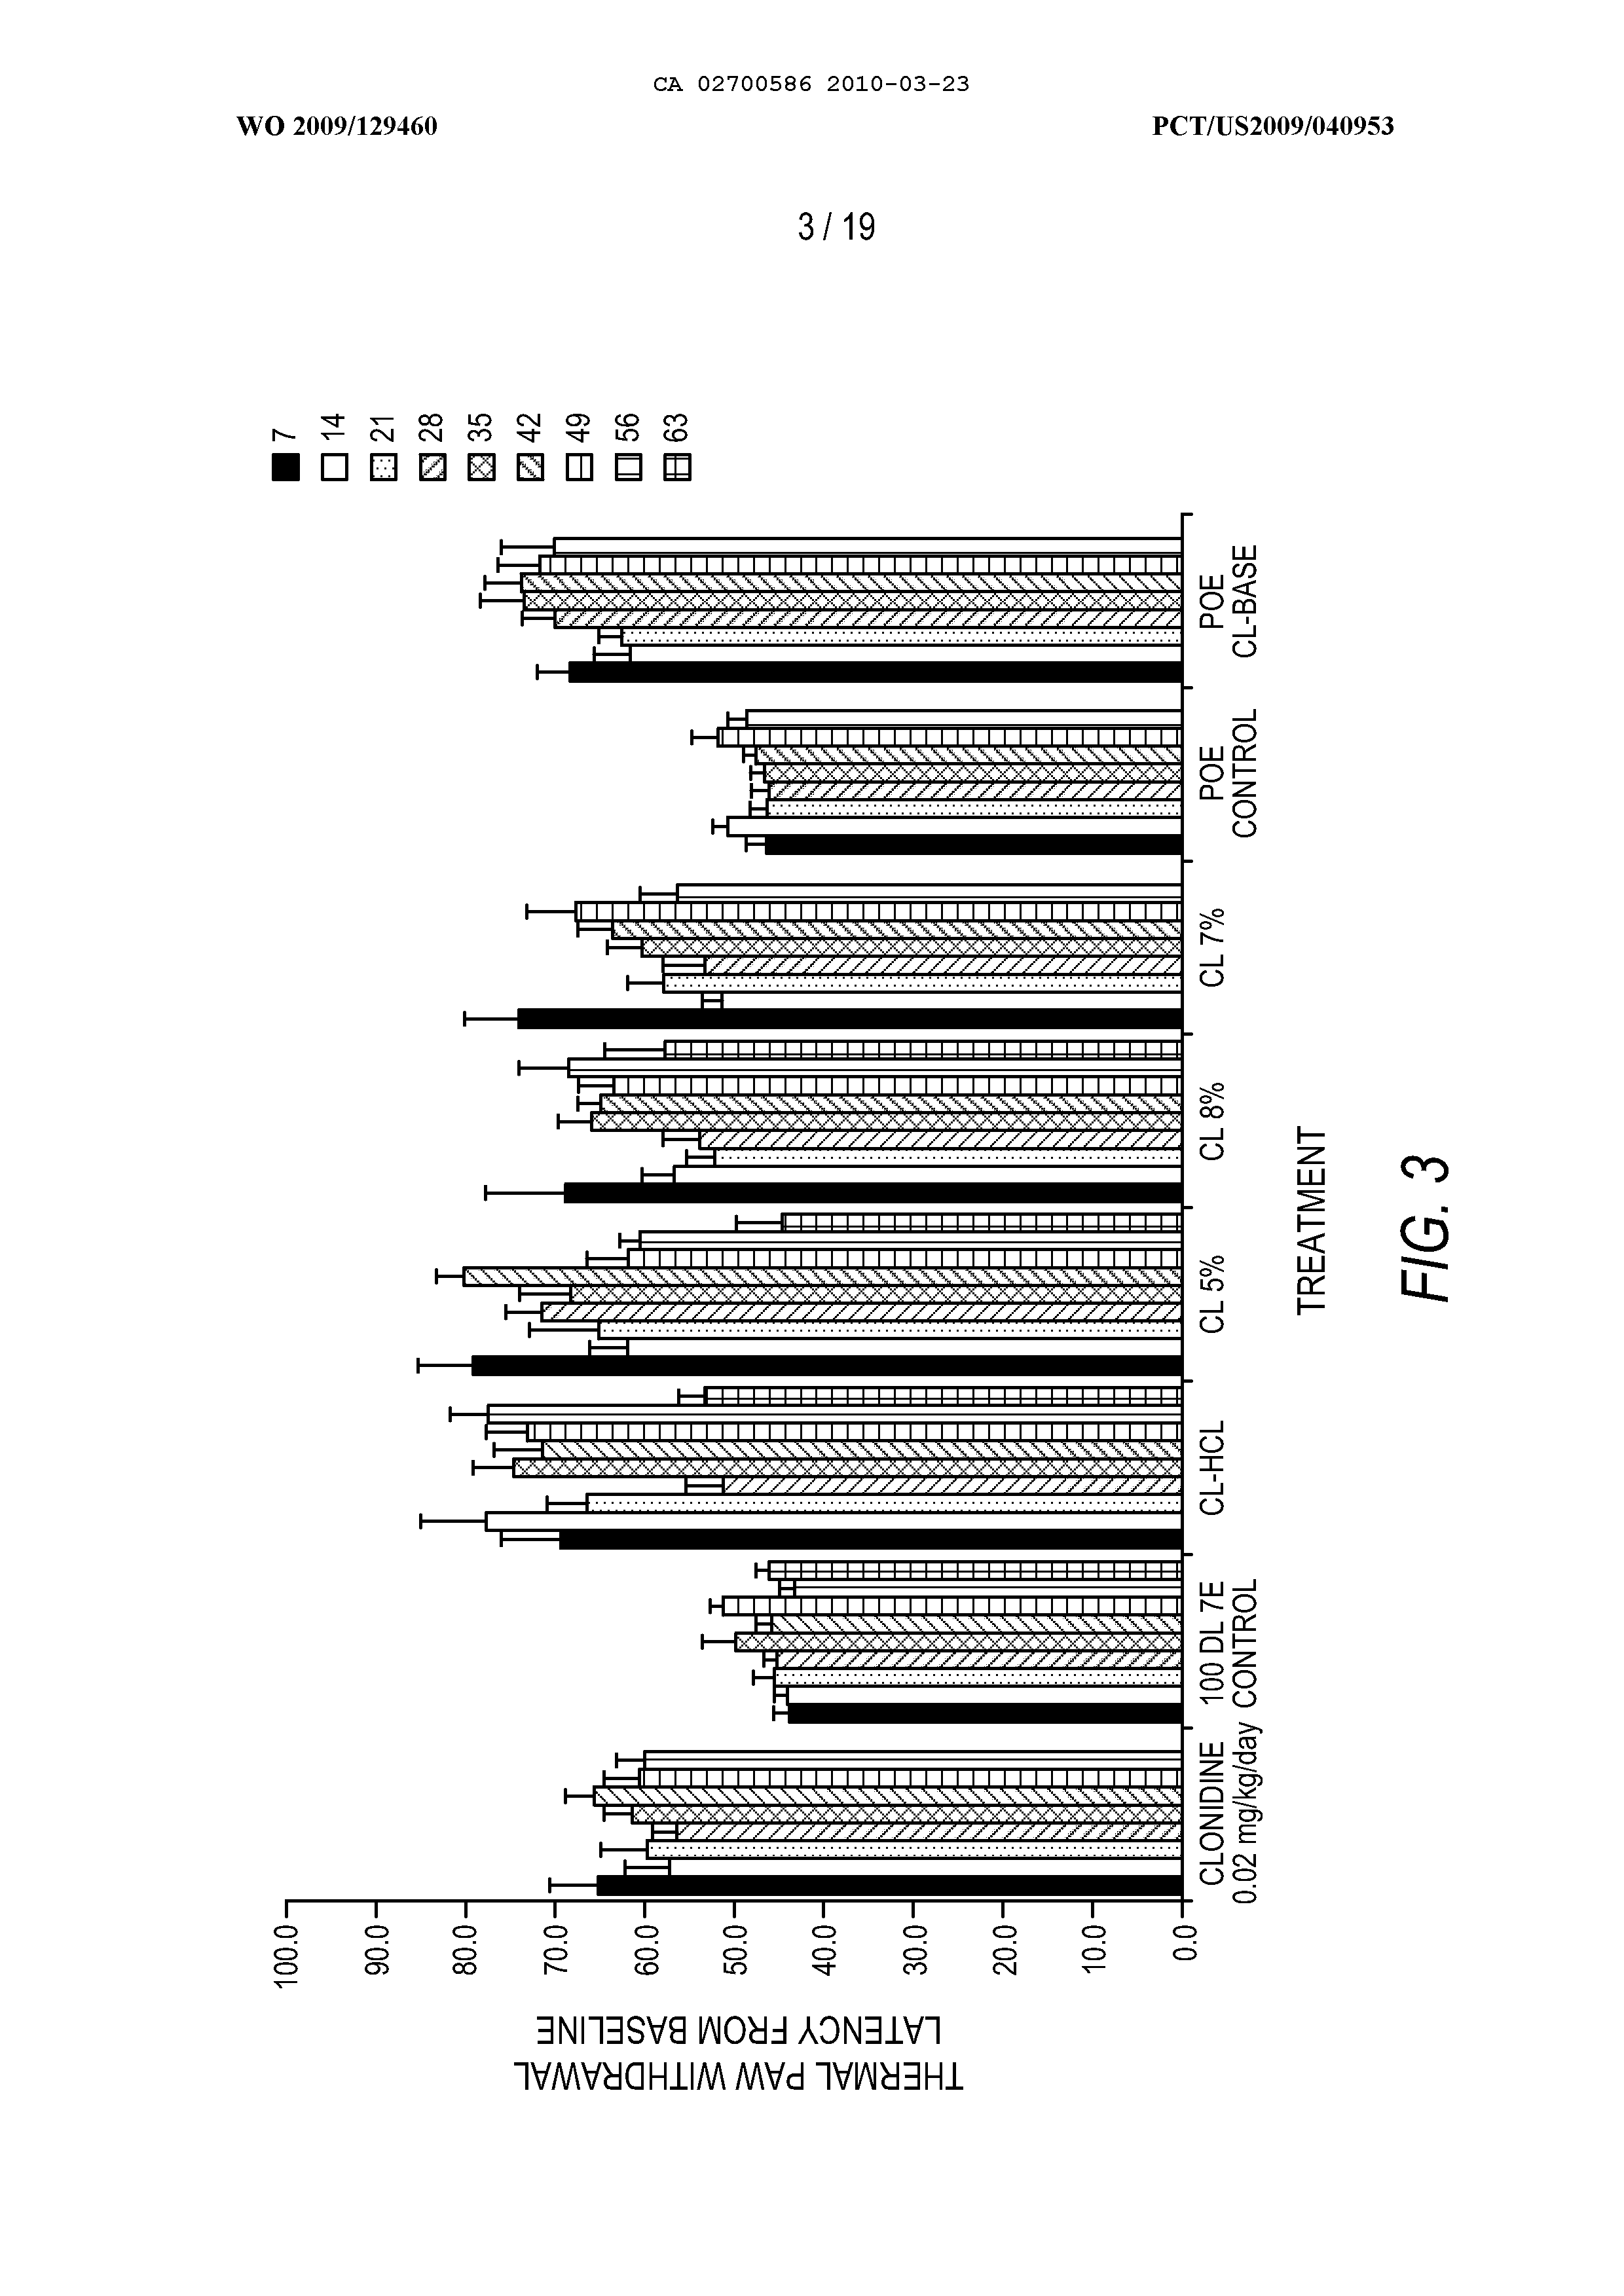 CA 02700586 2010-03-23
WO 2009/129460
PCT/US2009/040953
3 / 19
7
14
21
28
35
42
49
56
63
THERMAL PAW WITHDRAWAL
LATENCY FROM BASELINE
100.0
90.0
80.0
70.0
60.0
50.0
40.0
30.0
20.0
10.0
0.0
CLONIDINE
0.02 mg/kg/day
100 DL 7E
CONTROL
CL-HCL
CL 5%
CL 8%
CL 7%
POE
CONTROL
POE
CL-BASE
TREATMENT
FIG. 3